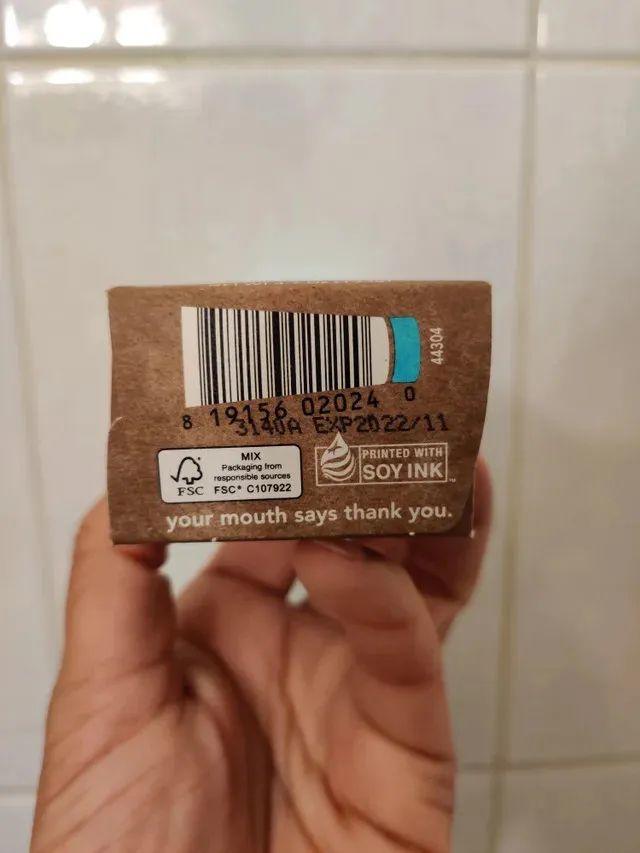 44304
8 19156 02024 0
3140A EXP2022/11
MIX
Packaging from
responsible sources
FSC® C107922
FSC
PRINTED WITH
SOY INK™
your mouth says thank you.